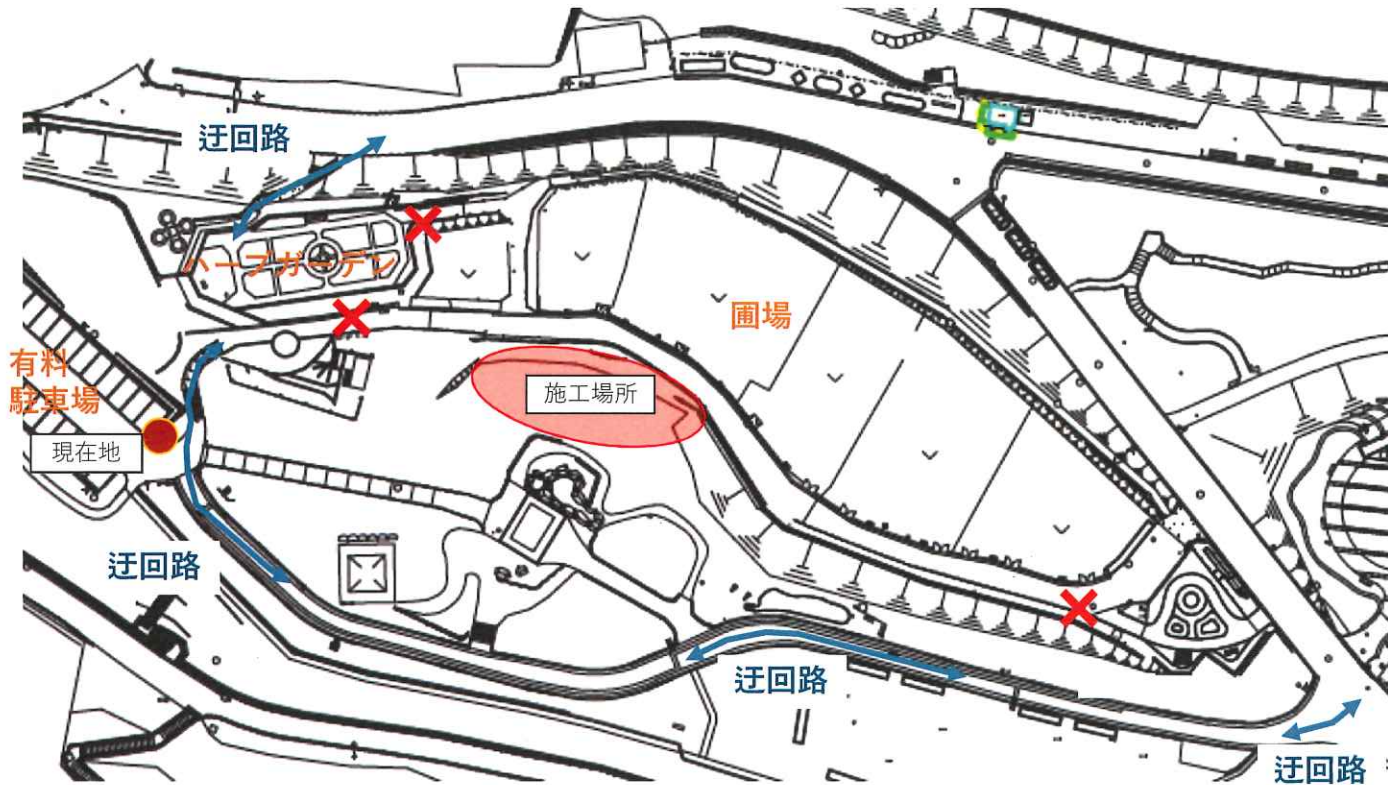 迂回路
ハーブガーデン
圃場
有料
駐車場
施工場所
現在地
迂回路
迂回路
迂回路